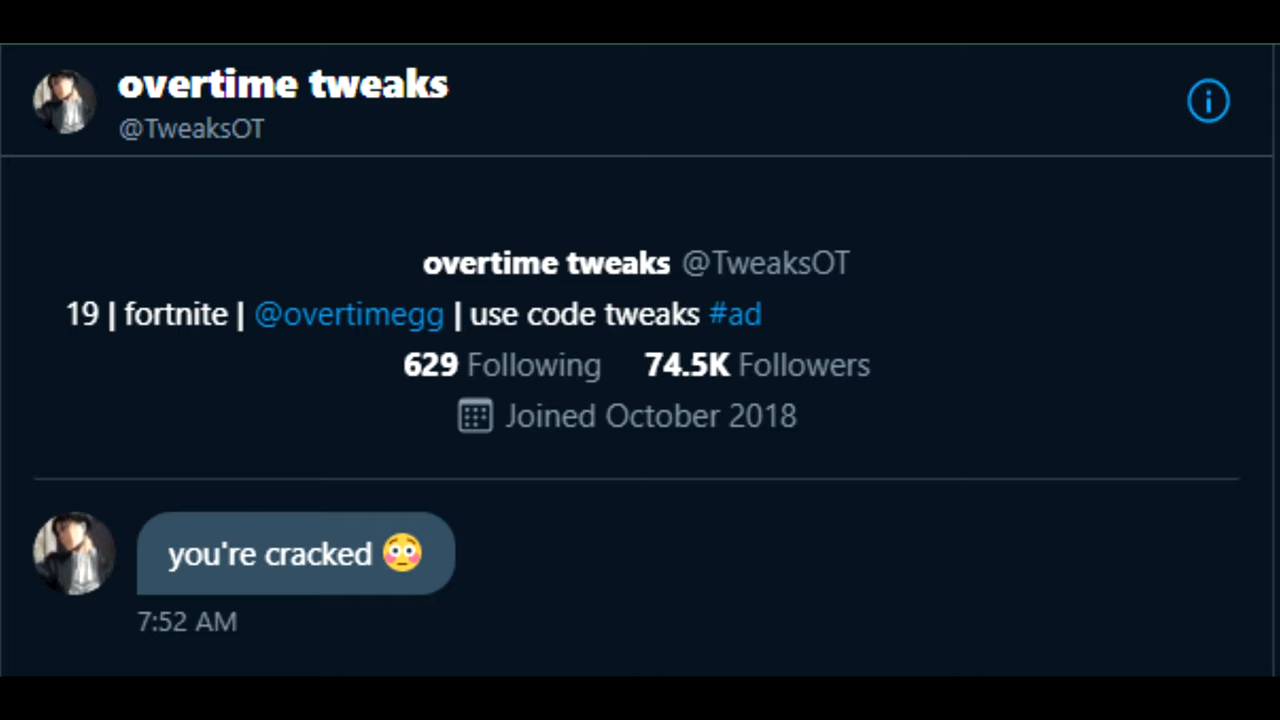 overtime tweaks
@TweaksOT
overtime tweaks @TweaksOT
19 | fortnite | @overtimegg | use code tweaks #ad
629 Following 74.5K Followers
Joined October 2018
you're cracked 😳
7:52 AM